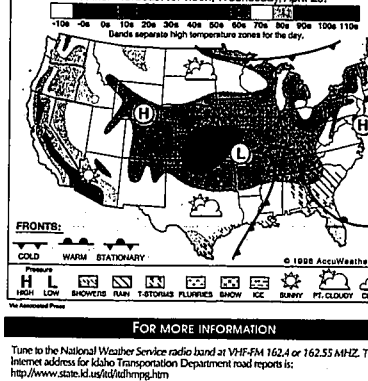 -10s -0s 0s 10s 20s 30s 40s 50s 60s 70s 80s 90s 100s 110s
Bands separate high temperature zones for the day.
H
H
L
FRONTS:
COLD WARM STATIONARY
© 1998 AccuWeathe
Pressure
H L
HIGH LOW SHOWERS RAIN T-STORMS FLURRIES SNOW ICE SUNNY PT. CLOUDY
Via Associated Press
FOR MORE INFORMATION
Tune to the National Weather Service radio band at VHF-FM 162.4 or 162.55 MHZ. T
Internet address for Idaho Transportation Department road reports is:
http://www.state.id.us/itd/itdhmpg.htm